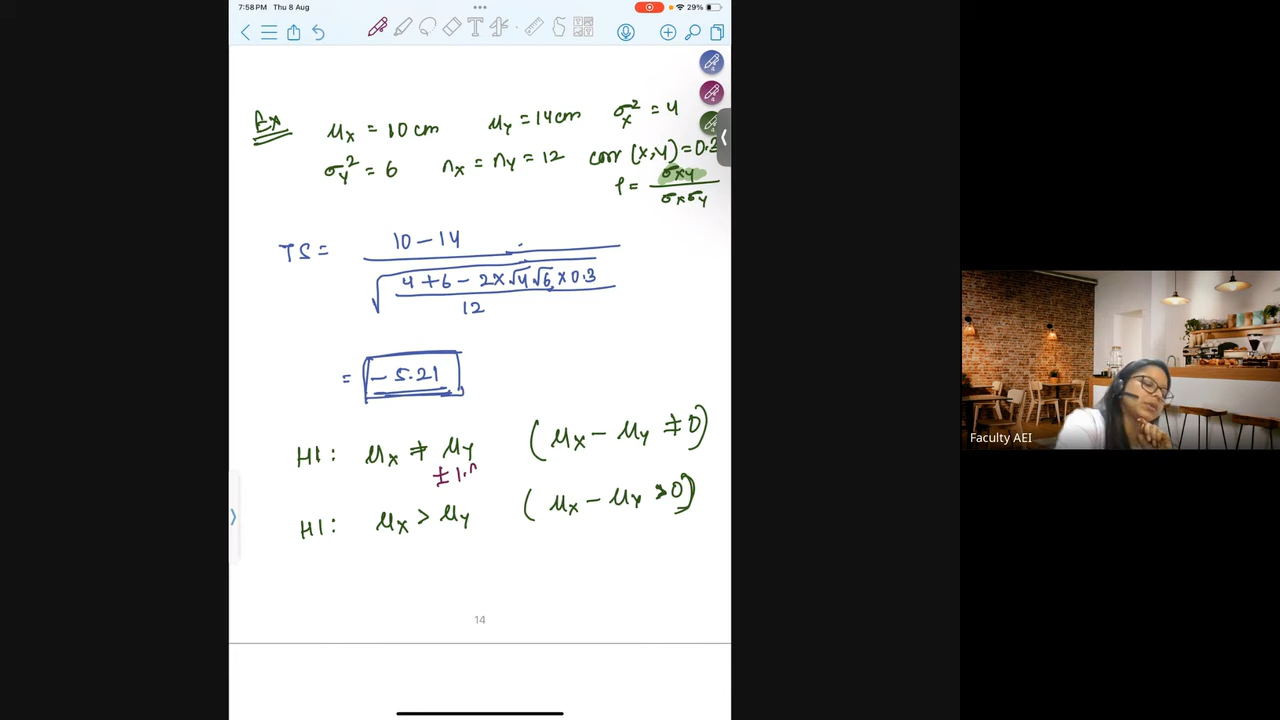 7:58 PM Thu 8 Aug
29%
Ex μx = 10 cm μy = 14 cm σx² = 4
σy² = 6 nx = ny = 12 corr (x,y) = 0.3
ρ = σxy / σxσy
TS = 10 - 14
√ 4 + 6 - 2 × √4 √6 × 0.3
12
= - 5.21
H1 : μx ≠ μy (μx - μy ≠ 0)
± 1.
H1 : μx > μy (μx - μy > 0)
14
Faculty AEI